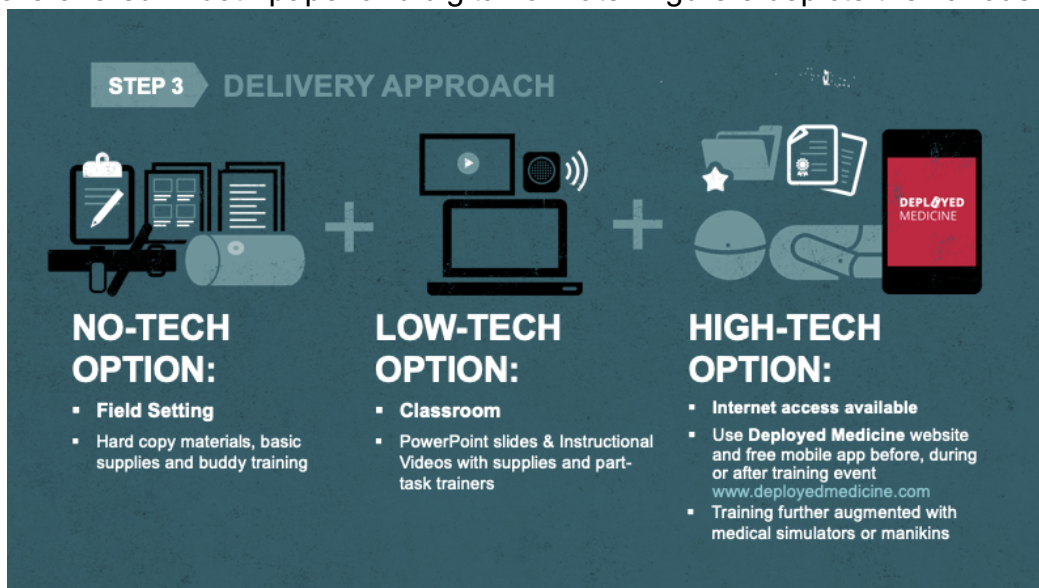 STEP 3 DELIVERY APPROACH
DEPLOYED
MEDICINE
NO-TECH
OPTION:
▪ Field Setting
▪ Hard copy materials, basic
supplies and buddy training
LOW-TECH
OPTION:
▪ Classroom
▪ PowerPoint slides & Instructional
Videos with supplies and part-
task trainers
HIGH-TECH
OPTION:
▪ Internet access available
▪ Use Deployed Medicine website
and free mobile app before, during
or after training event
www.deployedmedicine.com
▪ Training further augmented with
medical simulators or manikins